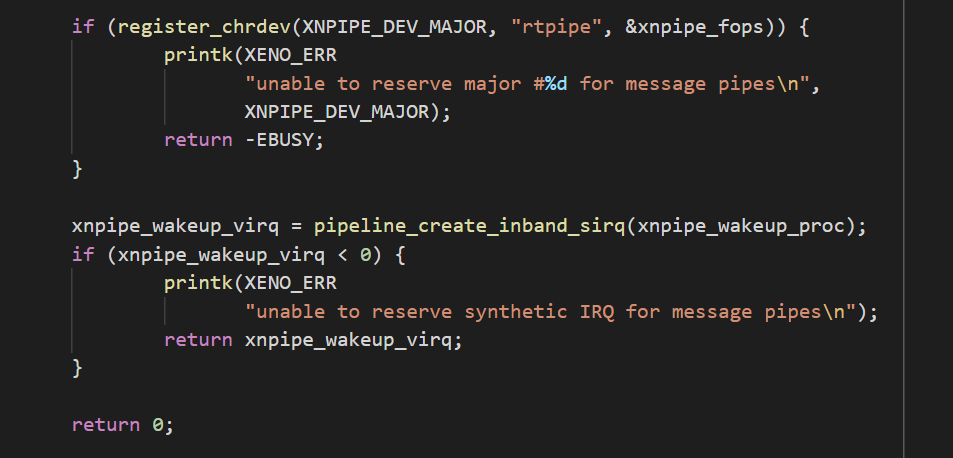 if (register_chrdev(XNPIPE_DEV_MAJOR, "rtpipe", &xnpipe_fops)) {
printk(XENO_ERR
"unable to reserve major #%d for message pipes\n",
XNPIPE_DEV_MAJOR);
return -EBUSY;
}
xnpipe_wakeup_virq = pipeline_create_inband_sirq(xnpipe_wakeup_proc);
if (xnpipe_wakeup_virq < 0) {
printk(XENO_ERR
"unable to reserve synthetic IRQ for message pipes\n");
return xnpipe_wakeup_virq;
}
return 0;